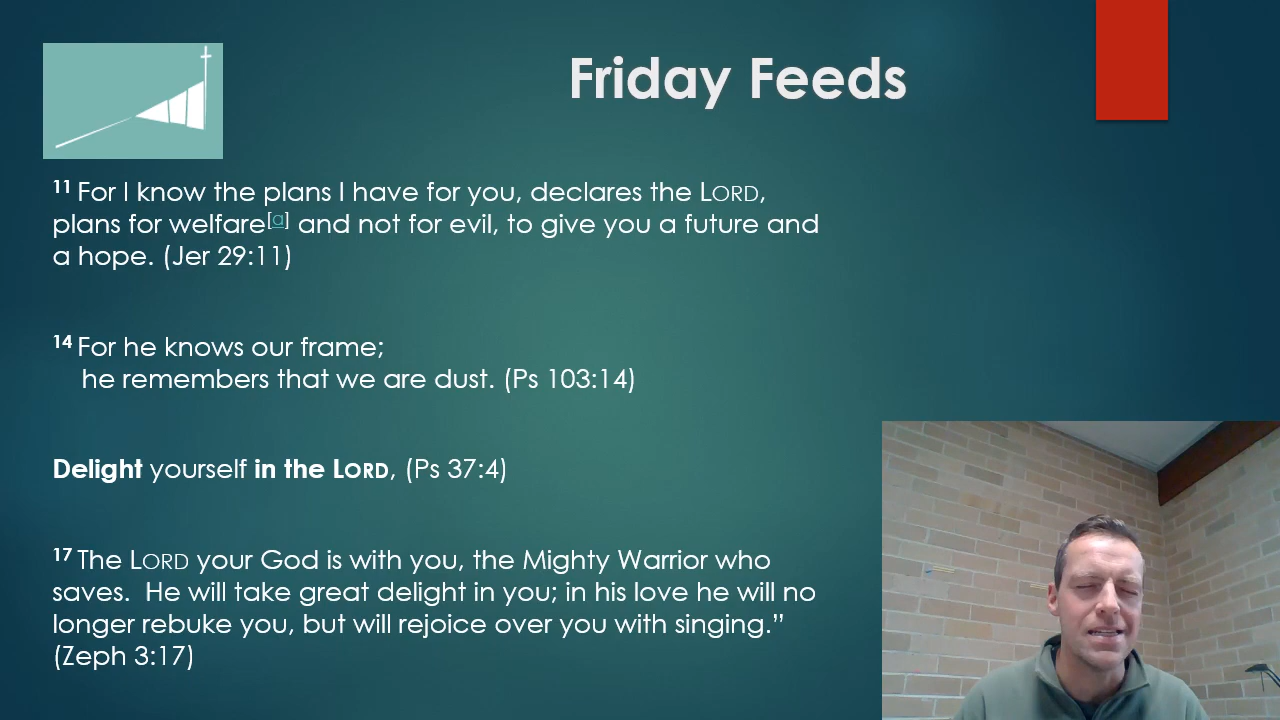 Friday Feeds
11 For I know the plans I have for you, declares the LORD,
plans for welfare[a] and not for evil, to give you a future and
a hope. (Jer 29:11)
14 For he knows our frame;
he remembers that we are dust. (Ps 103:14)
Delight yourself in the LORD, (Ps 37:4)
17 The LORD your God is with you, the Mighty Warrior who
saves.  He will take great delight in you; in his love he will no
longer rebuke you, but will rejoice over you with singing.”
(Zeph 3:17)